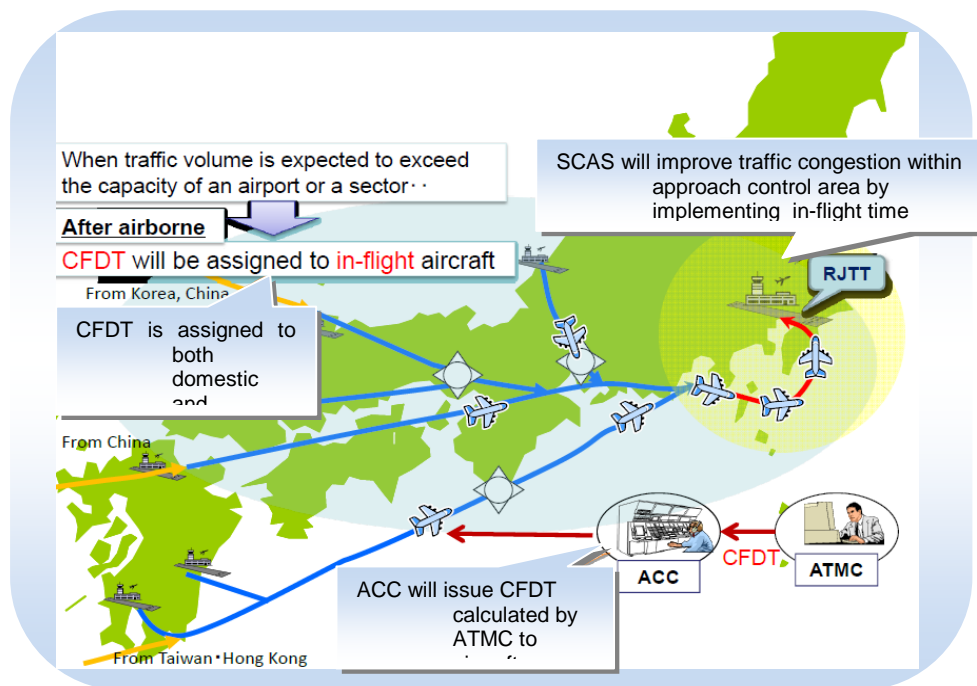 When traffic volume is expected to exceed
the capacity of an airport or a sector‥
After airborne
CFDT will be assigned to in-flight aircraft
From Korea, China
CFDT is assigned to
both
domestic
and
SCAS will improve traffic congestion within
approach control area by
implementing in-flight time
RJTT
From China
From Taiwan・Hong Kong
ACC will issue CFDT
calculated by
ATMC to
ACC
CFDT
ATMC